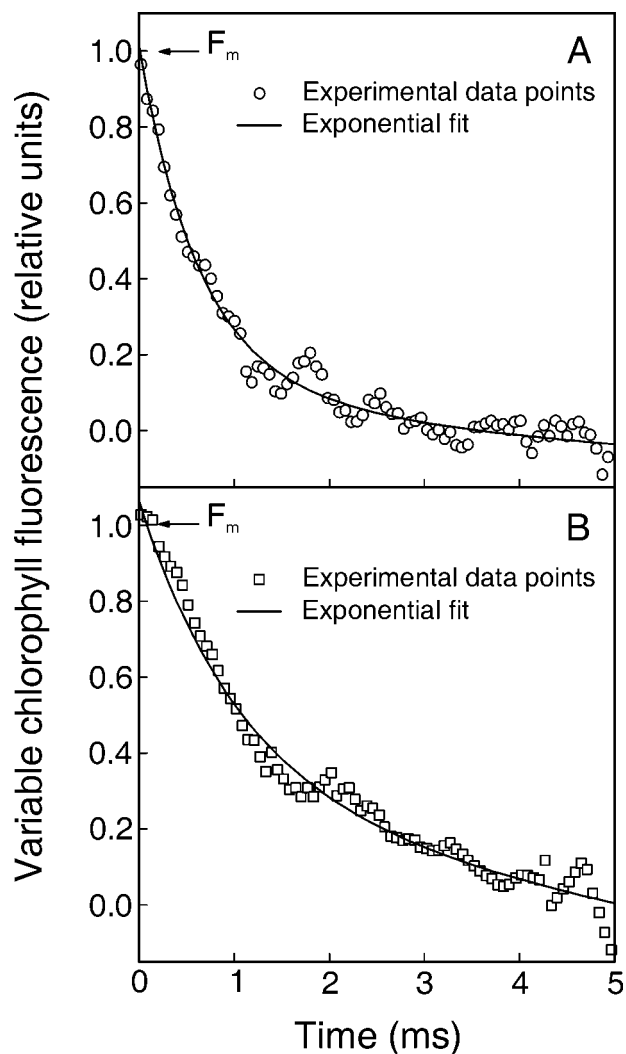 Variable chlorophyll fluorescence (relative units)
A
1.0
F_m
Experimental data points
Exponential fit
0.8
0.6
0.4
0.2
0.0
B
1.0
F_m
Experimental data points
Exponential fit
0.8
0.6
0.4
0.2
0.0
0 1 2 3 4 5
Time (ms)